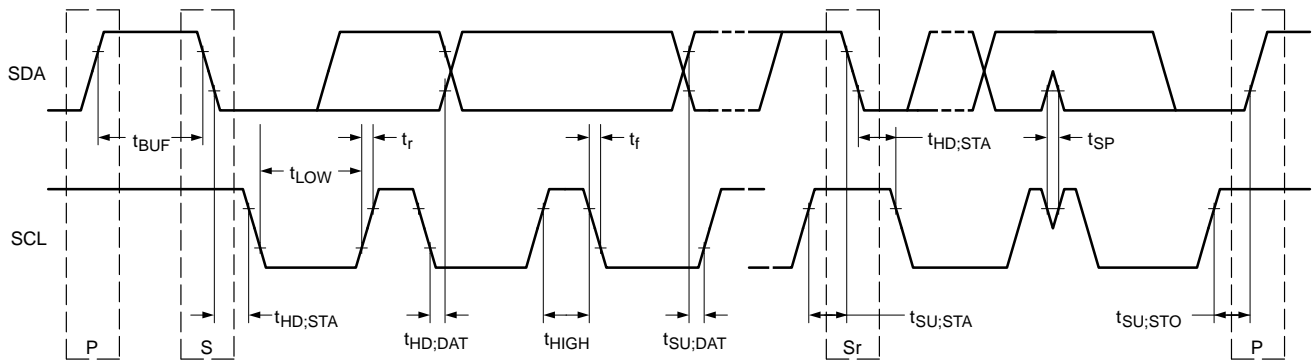 SDA
tBUF
tr
tf
tHD;STA
tSP
tLOW
SCL
tHD;STA
tHD;DAT
tHIGH
tSU;DAT
tSU;STA
tSU;STO
P
S
Sr
P